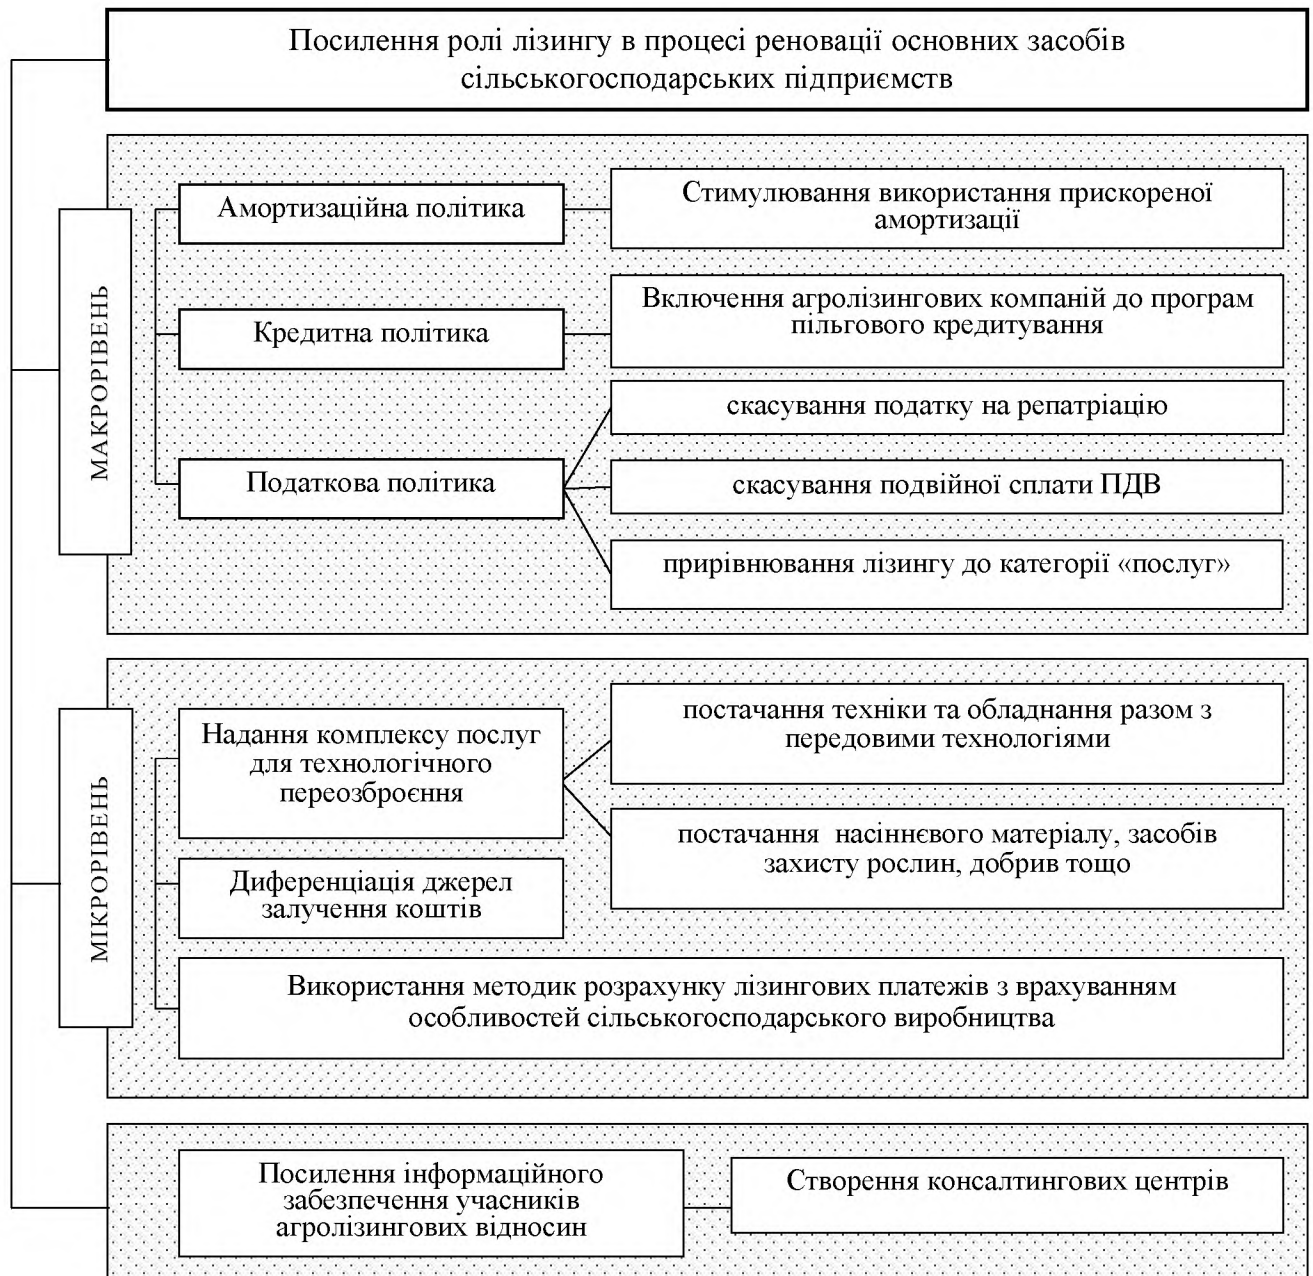 Посилення ролі лізингу в процесі реновації основних засобів
сільськогосподарських підприємств
МАКРОРІВЕНЬ
Амортизаційна політика
Стимулювання використання прискореної
амортизації
Кредитна політика
Включення агролізингових компаній до програм
пільгового кредитування
Податкова політика
скасування податку на репатріацію
скасування подвійної сплати ПДВ
прирівнювання лізингу до категорії «послуг»
МІКРОРІВЕНЬ
Надання комплексу послуг
для технологічного
переозброєння
постачання техніки та обладнання разом з
передовими технологіями
постачання насіннєвого матеріалу, засобів
захисту рослин, добрив тощо
Диференціація джерел
залучення коштів
Використання методик розрахунку лізингових платежів з врахуванням
особливостей сільськогосподарського виробництва
Посилення інформаційного
забезпечення учасників
агролізингових відносин
Створення консалтингових центрів